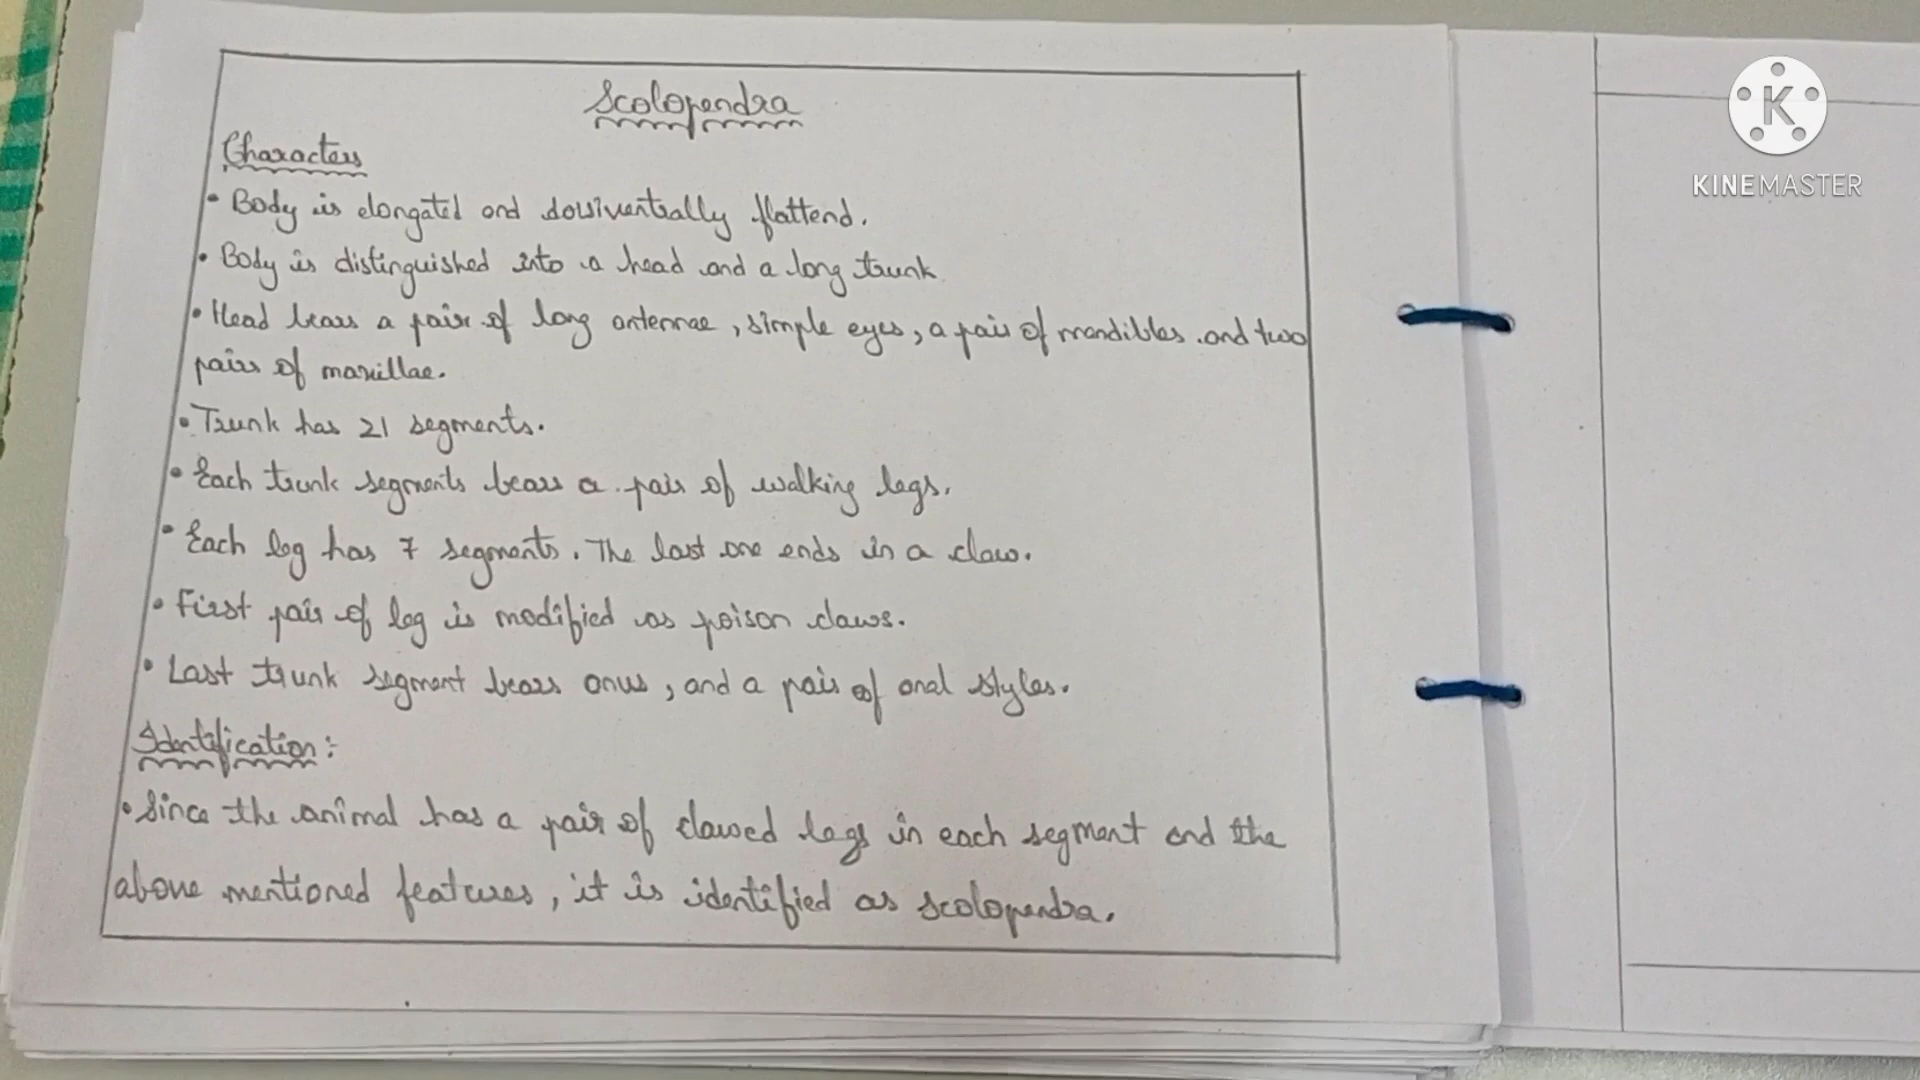 Scolopendra
Characters
• Body is elongated and dorsiventrally flattend.
• Body is distinguished into a head and a long trunk
• Head bears a pair of long antennae, simple eyes, a pair of mandibles and two
pairs of maxillae.
• Trunk has 21 segments.
• Each trunk segments bears a pair of walking legs.
• Each leg has 7 segments. The last one ends in a claw.
• First pair of leg is modified as poison claws.
• Last trunk segment bears anus, and a pair of anal styles.
Identification:
• Since the animal has a pair of clawed legs in each segment and the
above mentioned features, it is identified as scolopendra.
K
KINEMASTER